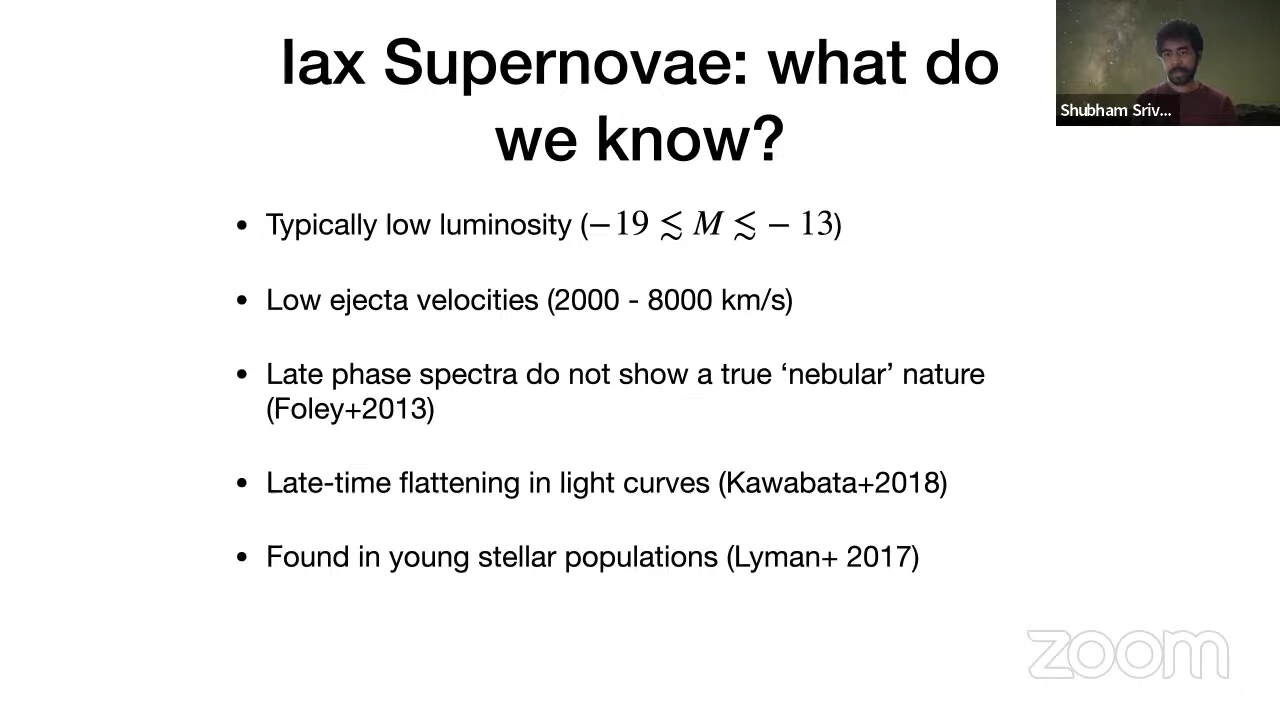 Iax Supernovae: what do
we know?
Shubham Sriv...
• Typically low luminosity (−19 ≲ M ≲ − 13)
• Low ejecta velocities (2000 - 8000 km/s)
• Late phase spectra do not show a true ‘nebular’ nature
(Foley+2013)
• Late-time flattening in light curves (Kawabata+2018)
• Found in young stellar populations (Lyman+ 2017)
zoom